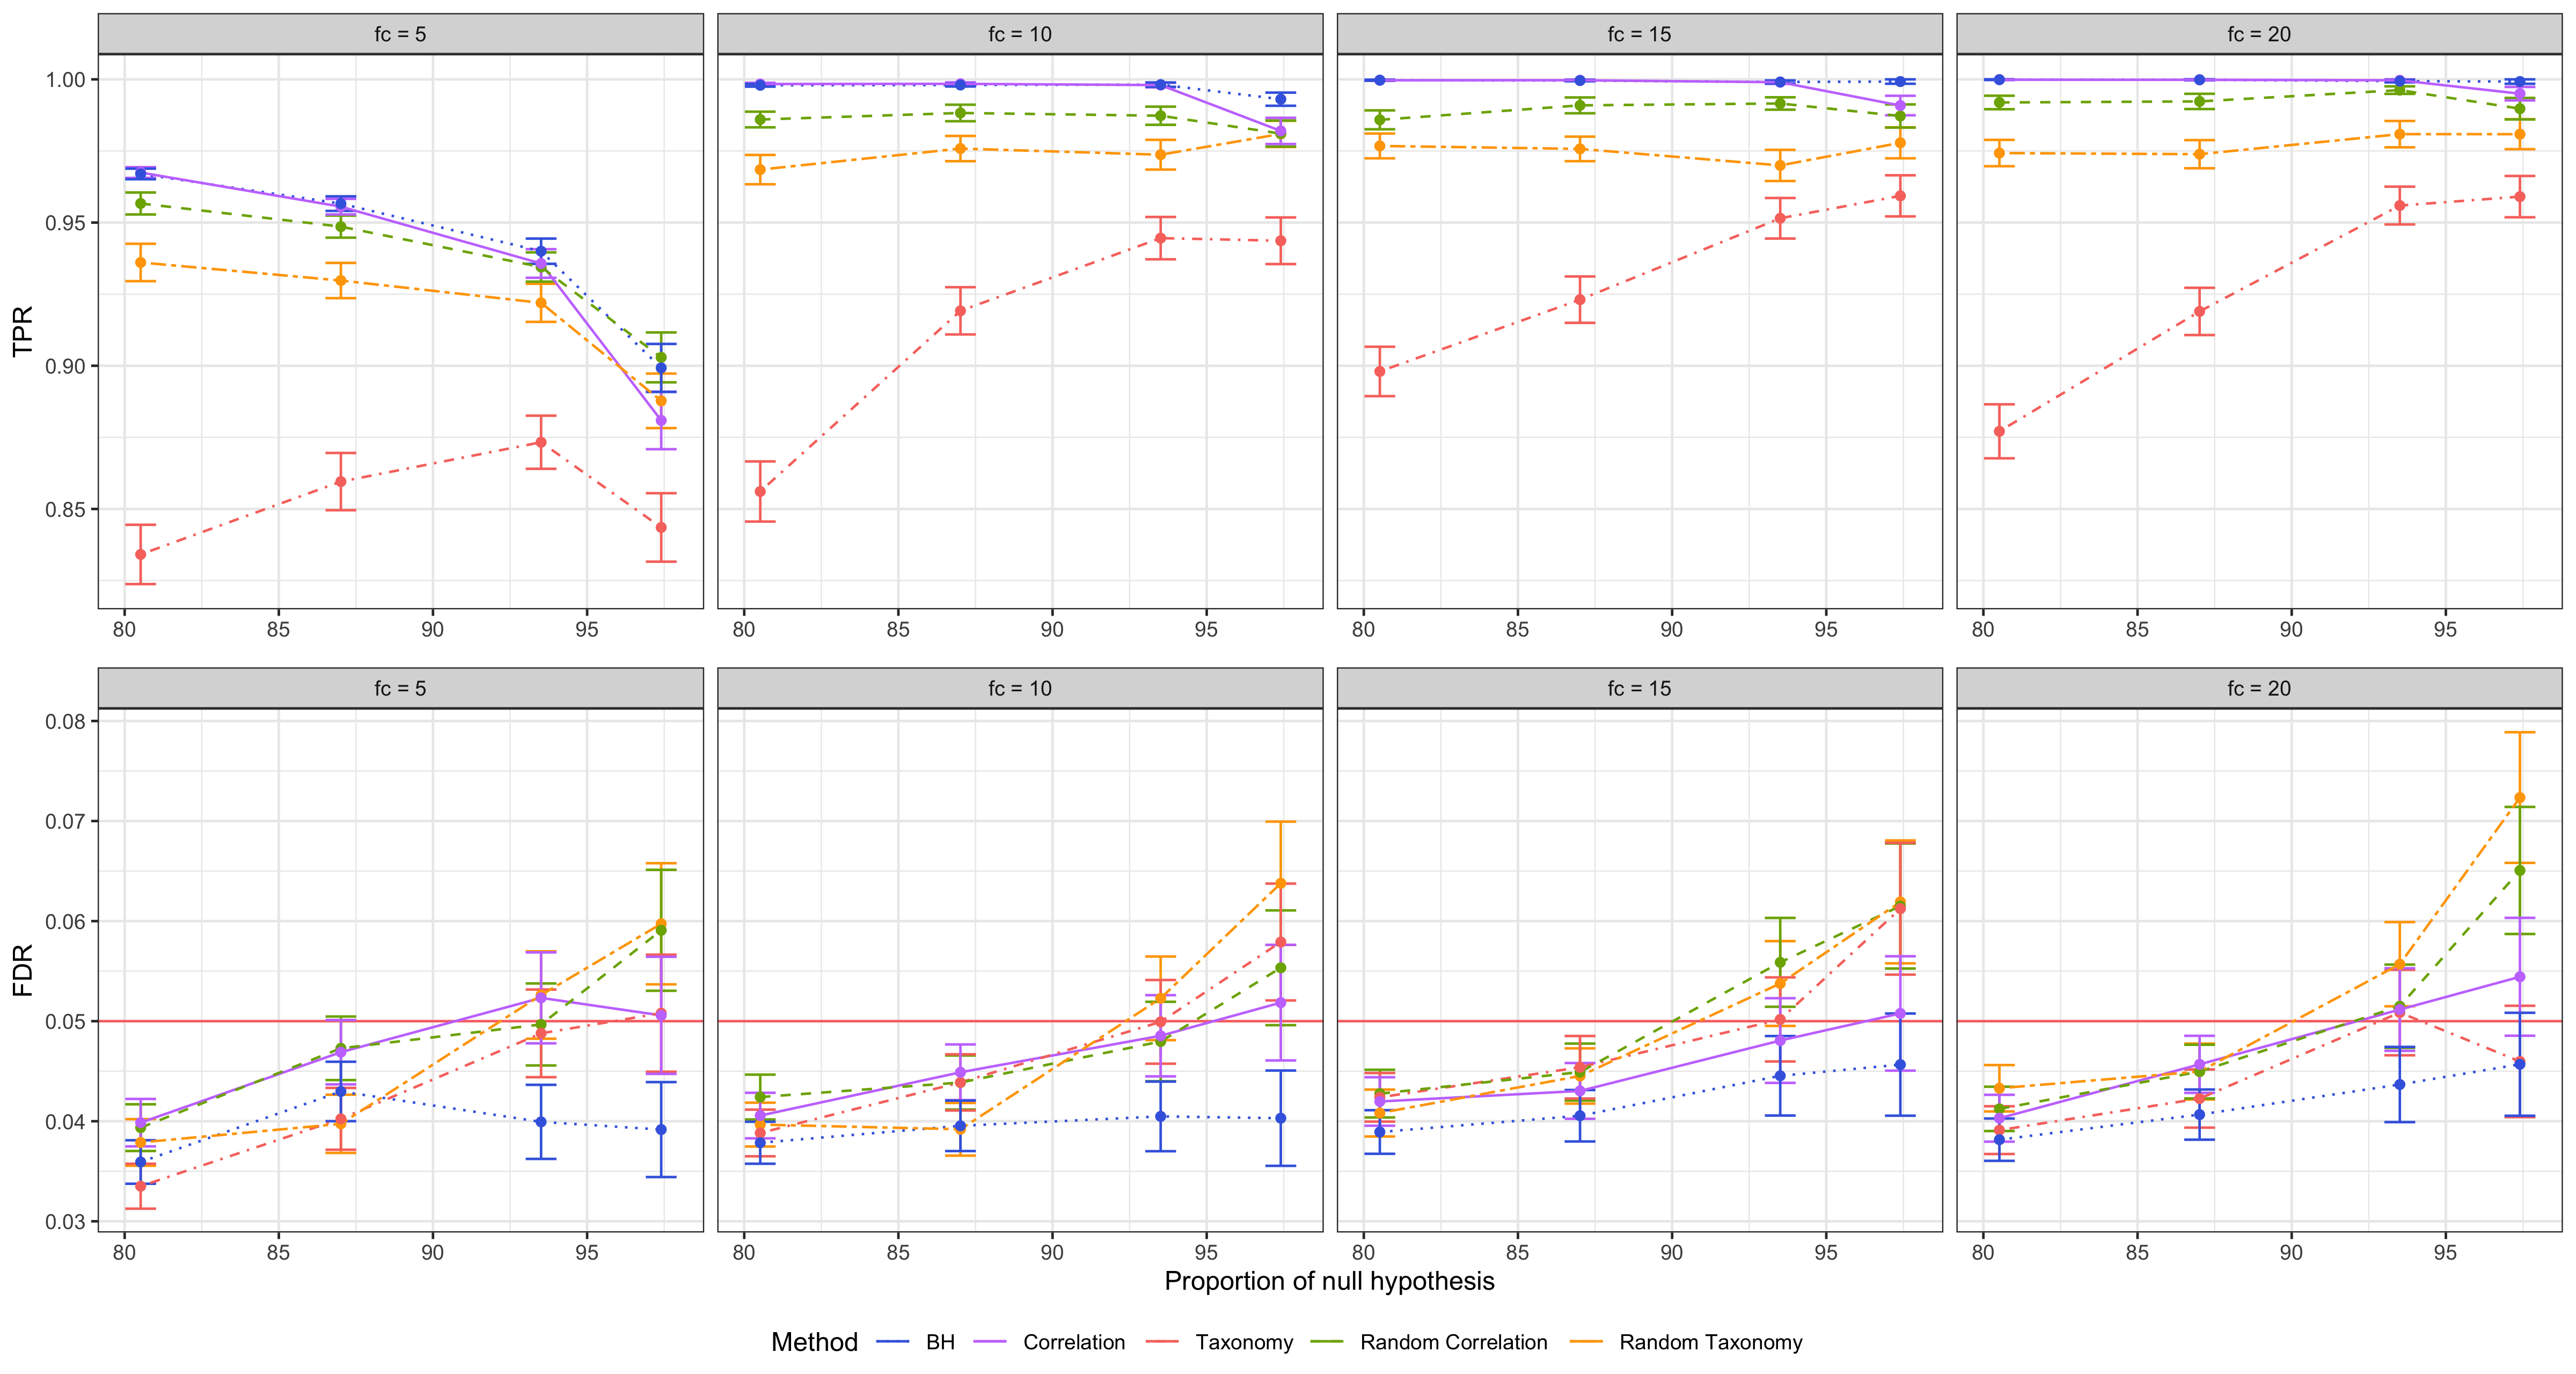 fc = 5 fc = 10 fc = 15 fc = 20
1.00
0.95
0.90
0.85
TPR
80 85 90 95 80 85 90 95 80 85 90 95 80 85 90 95
fc = 5 fc = 10 fc = 15 fc = 20
0.08
0.07
0.06
0.05
0.04
0.03
FDR
80 85 90 95 80 85 90 95 80 85 90 95 80 85 90 95
Proportion of null hypothesis
Method BH Correlation Taxonomy Random Correlation Random Taxonomy